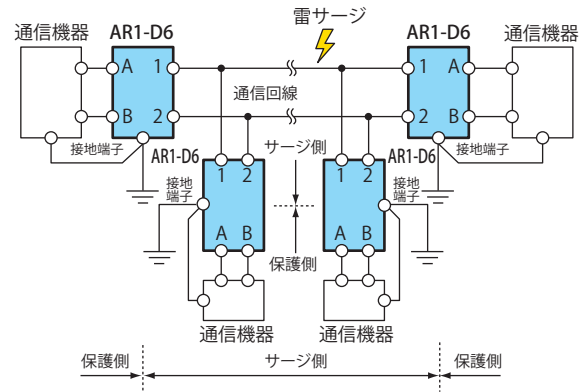 雷サージ
通信機器
AR1-D6
AR1-D6
通信機器
A 1
B 2
1 A
2 B
通信回線
接地端子
接地端子
AR1-D6
サージ側
AR1-D6
接地
端子
1 2
1 2
接地
端子
A B
A B
保護側
通信機器
通信機器
保護側
サージ側
保護側